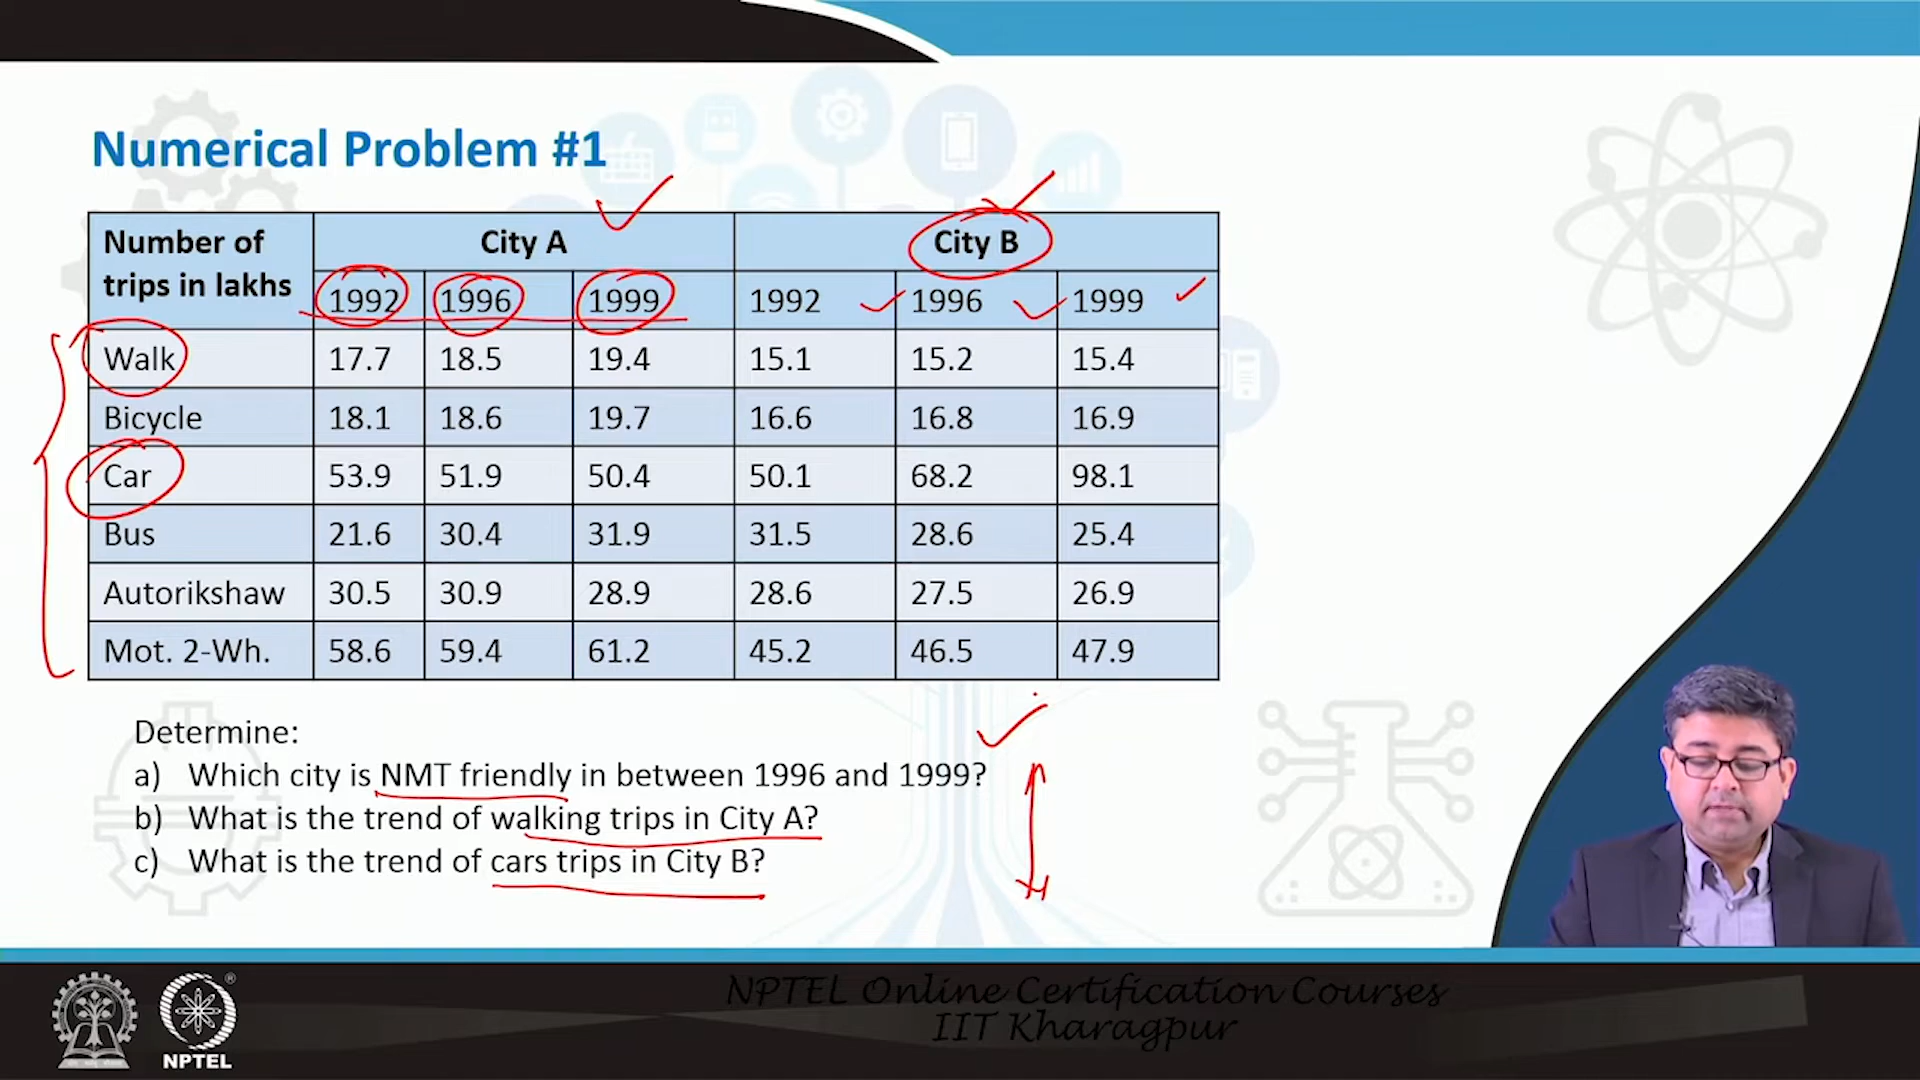 Numerical Problem #1
Number of trips in lakhs City A City B
1992 1996 1999 1992 1996 1999
Walk 17.7 18.5 19.4 15.1 15.2 15.4
Bicycle 18.1 18.6 19.7 16.6 16.8 16.9
Car 53.9 51.9 50.4 50.1 68.2 98.1
Bus 21.6 30.4 31.9 31.5 28.6 25.4
Autorikshaw 30.5 30.9 28.9 28.6 27.5 26.9
Mot. 2-Wh. 58.6 59.4 61.2 45.2 46.5 47.9
Determine:
a) Which city is NMT friendly in between 1996 and 1999?
b) What is the trend of walking trips in City A?
c) What is the trend of cars trips in City B?
NPTEL Online Certification Courses
IIT Kharagpur
NPTEL
®